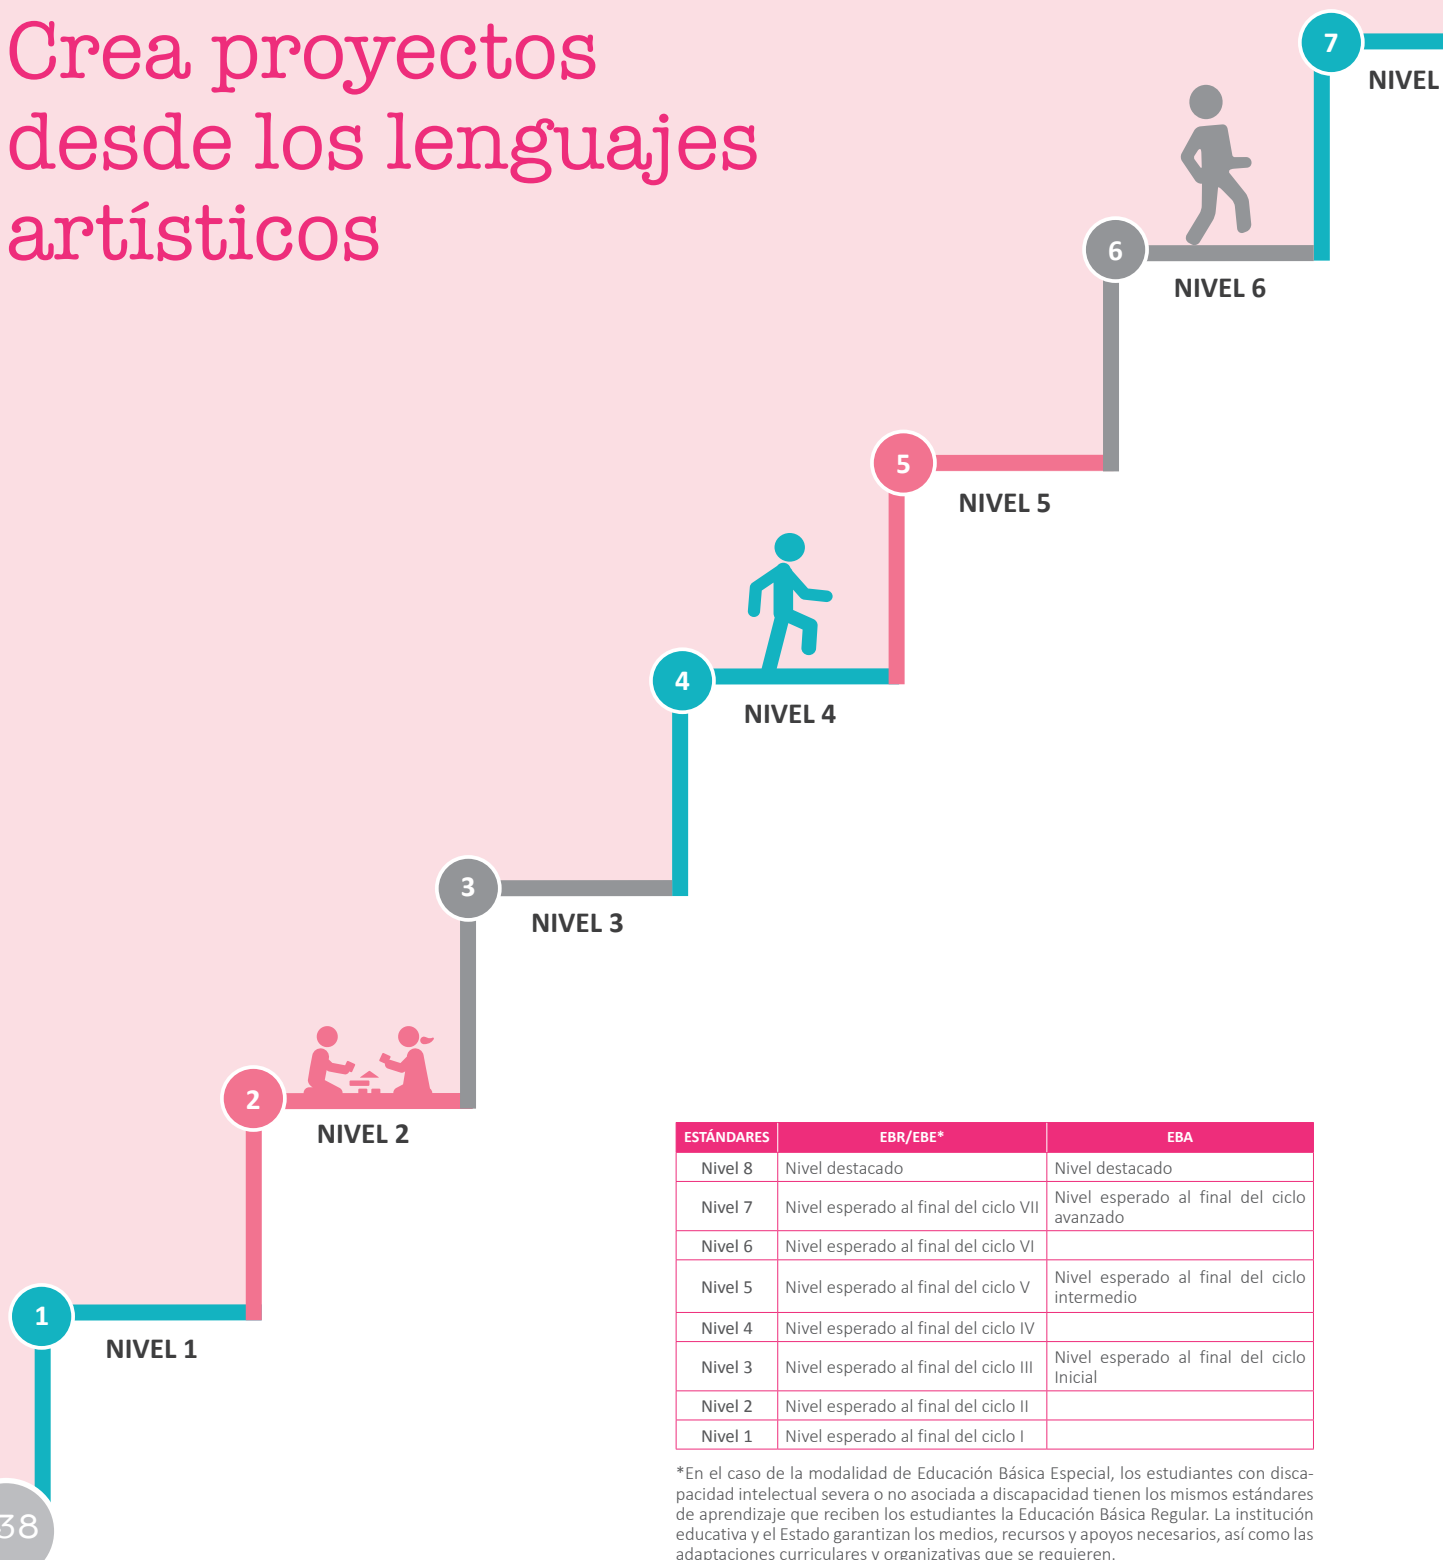 Crea proyectos
desde los lenguajes
artísticos
7
NIVEL
6
NIVEL 6
5
NIVEL 5
4
NIVEL 4
3
NIVEL 3
2
NIVEL 2
1
NIVEL 1
ESTÁNDARES EBR/EBE* EBA
Nivel 8 Nivel destacado Nivel destacado
Nivel 7 Nivel esperado al final del ciclo VII Nivel esperado al final del ciclo
avanzado
Nivel 6 Nivel esperado al final del ciclo VI
Nivel 5 Nivel esperado al final del ciclo V Nivel esperado al final del ciclo
intermedio
Nivel 4 Nivel esperado al final del ciclo IV
Nivel 3 Nivel esperado al final del ciclo III Nivel esperado al final del ciclo
Inicial
Nivel 2 Nivel esperado al final del ciclo II
Nivel 1 Nivel esperado al final del ciclo I
*En el caso de la modalidad de Educación Básica Especial, los estudiantes con disca-
pacidad intelectual severa o no asociada a discapacidad tienen los mismos estándares
de aprendizaje que reciben los estudiantes la Educación Básica Regular. La institución
educativa y el Estado garantizan los medios, recursos y apoyos necesarios, así como las
adaptaciones curriculares y organizativas que se requieren.
38